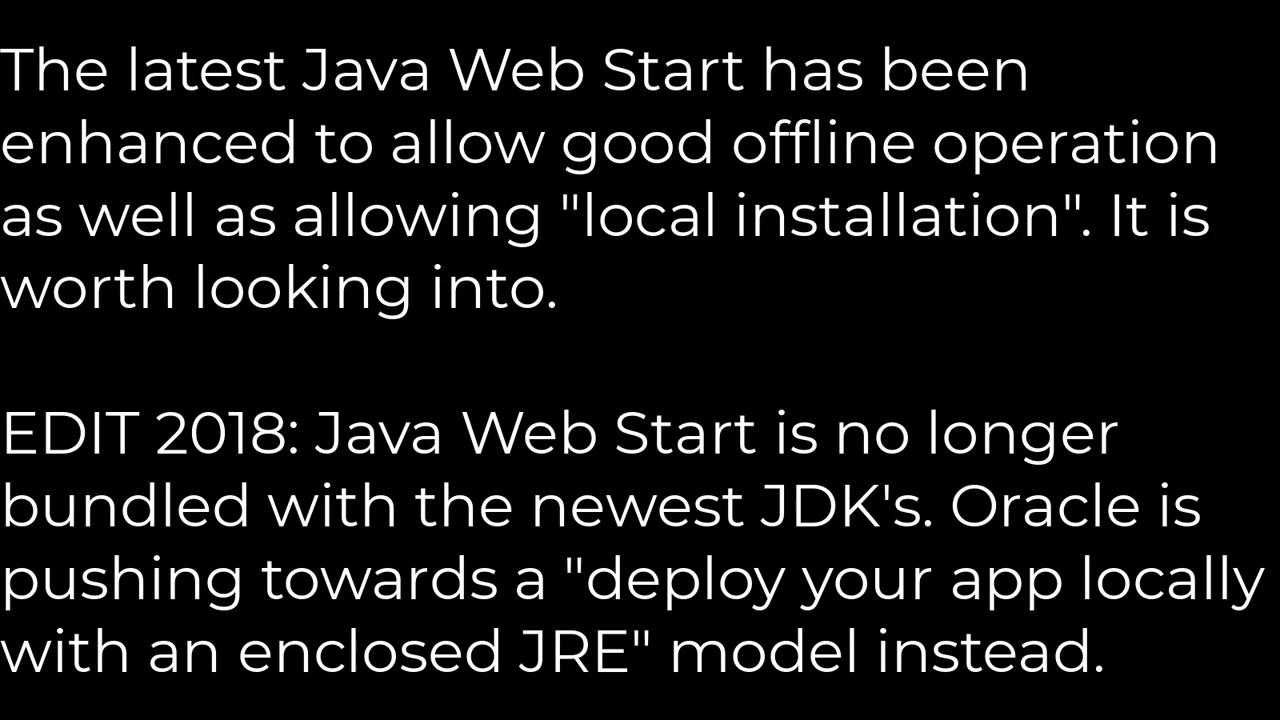 The latest Java Web Start has been
enhanced to allow good offline operation
as well as allowing "local installation". It is
worth looking into.
EDIT 2018: Java Web Start is no longer
bundled with the newest JDK's. Oracle is
pushing towards a "deploy your app locally
with an enclosed JRE" model instead.